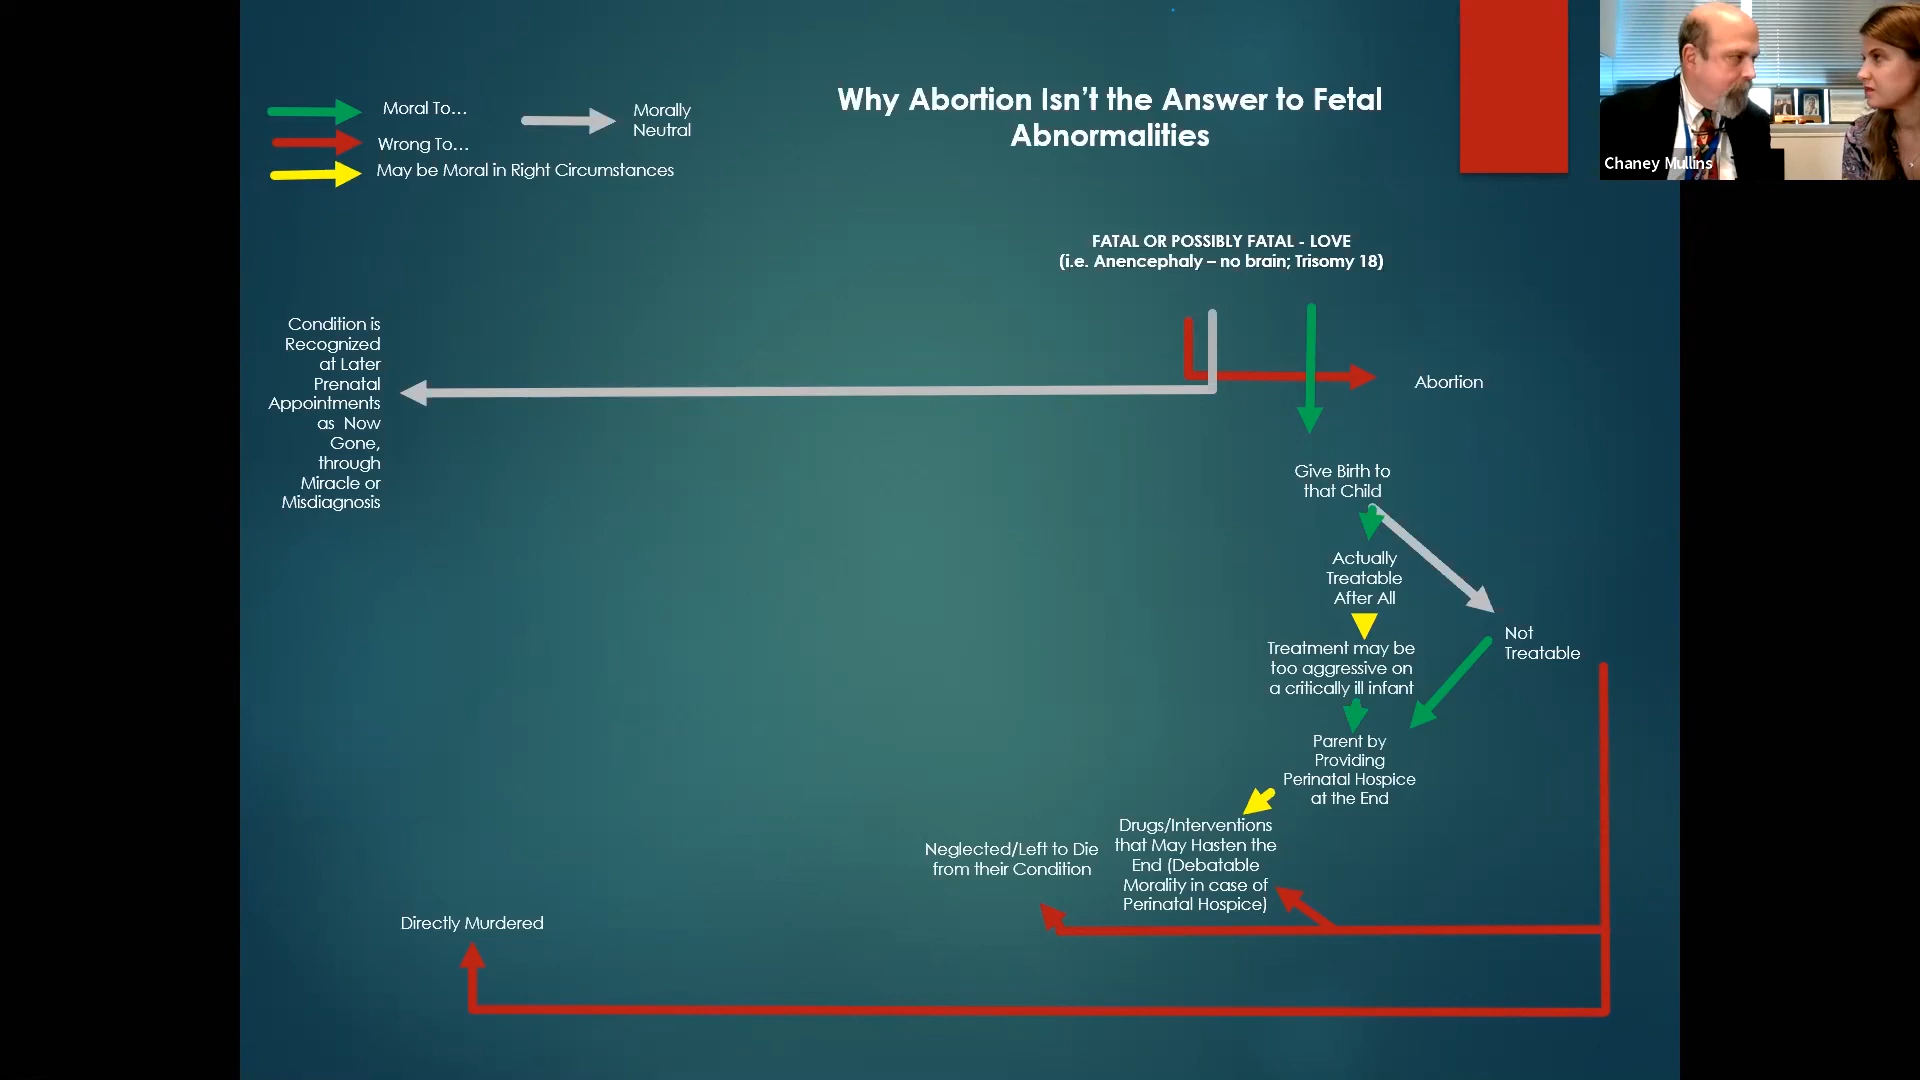 Moral To…
Wrong To…
May be Moral in Right Circumstances
Morally
Neutral
Why Abortion Isn’t the Answer to Fetal
Abnormalities
Chaney Mullins
FATAL OR POSSIBLY FATAL - LOVE
(i.e. Anencephaly – no brain; Trisomy 18)
Condition is
Recognized
at Later
Prenatal
Appointments
as Now
Gone,
through
Miracle or
Misdiagnosis
Abortion
Give Birth to
that Child
Actually
Treatable
After All
Not
Treatable
Treatment may be
too aggressive on
a critically ill infant
Parent by
Providing
Perinatal Hospice
at the End
Drugs/Interventions
that May Hasten the
End (Debatable
Morality in case of
Perinatal Hospice)
Neglected/Left to Die
from their Condition
Directly Murdered